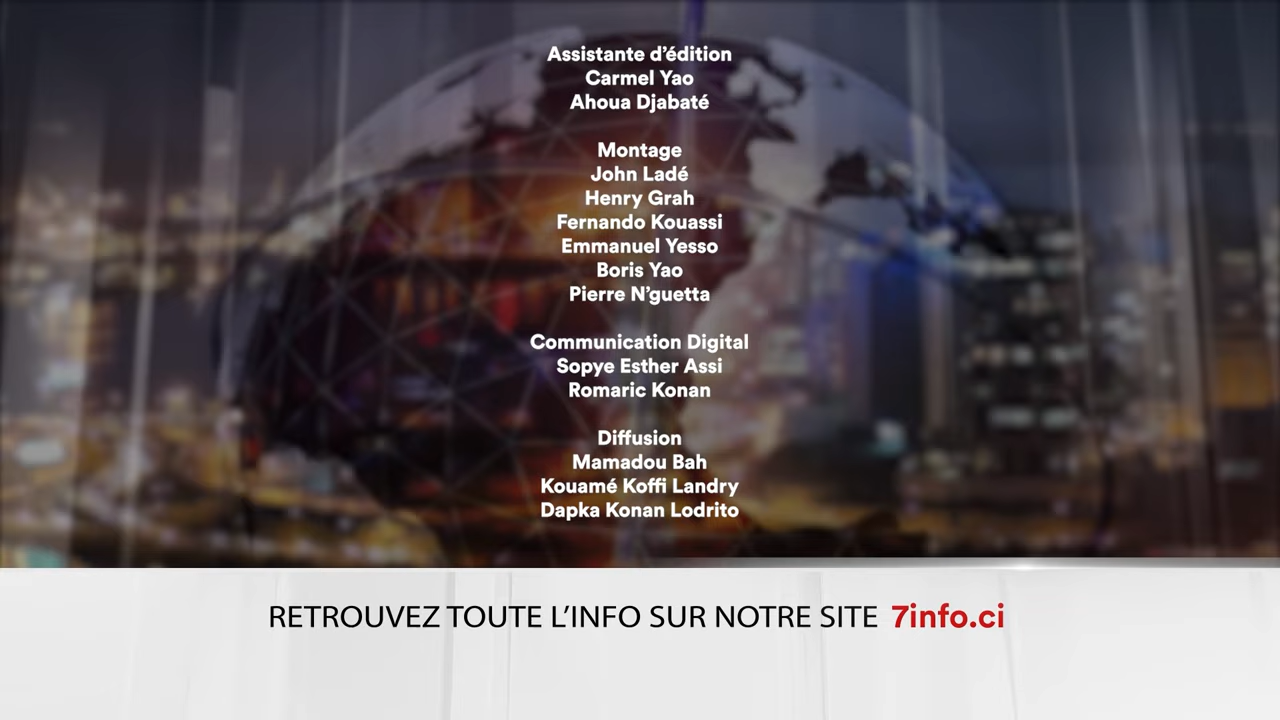 Assistante d'édition
Carmel Yao
Ahoua Djabaté
Montage
John Ladé
Henry Grah
Fernando Kouassi
Emmanuel Yesso
Boris Yao
Pierre N'guetta
Communication Digital
Sopye Esther Assi
Romaric Konan
Diffusion
Mamadou Bah
Kouamé Koffi Landry
Dapka Konan Lodrito
RETROUVEZ TOUTE L'INFO SUR NOTRE SITE 7info.ci